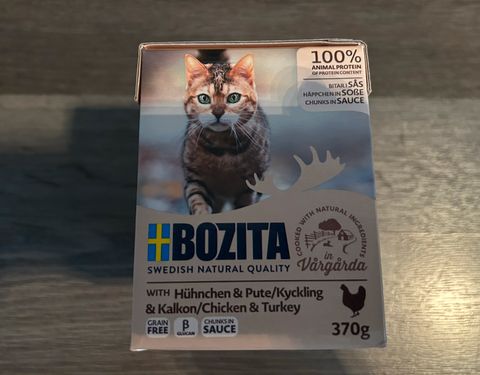 100%
ANIMAL PROTEIN
OF PROTEIN CONTENT
BITAR I SÅS
HÄPPCHEN IN SOßE
CHUNKS IN SAUCE
BOZITA
SWEDISH NATURAL QUALITY
COOKED WITH NATURAL INGREDIENTS
in
Vårgårda
WITH Hühnchen & Pute/Kyckling
& Kalkon/Chicken & Turkey
GRAIN
FREE
β
GLUCAN
CHUNKS IN
SAUCE
370g